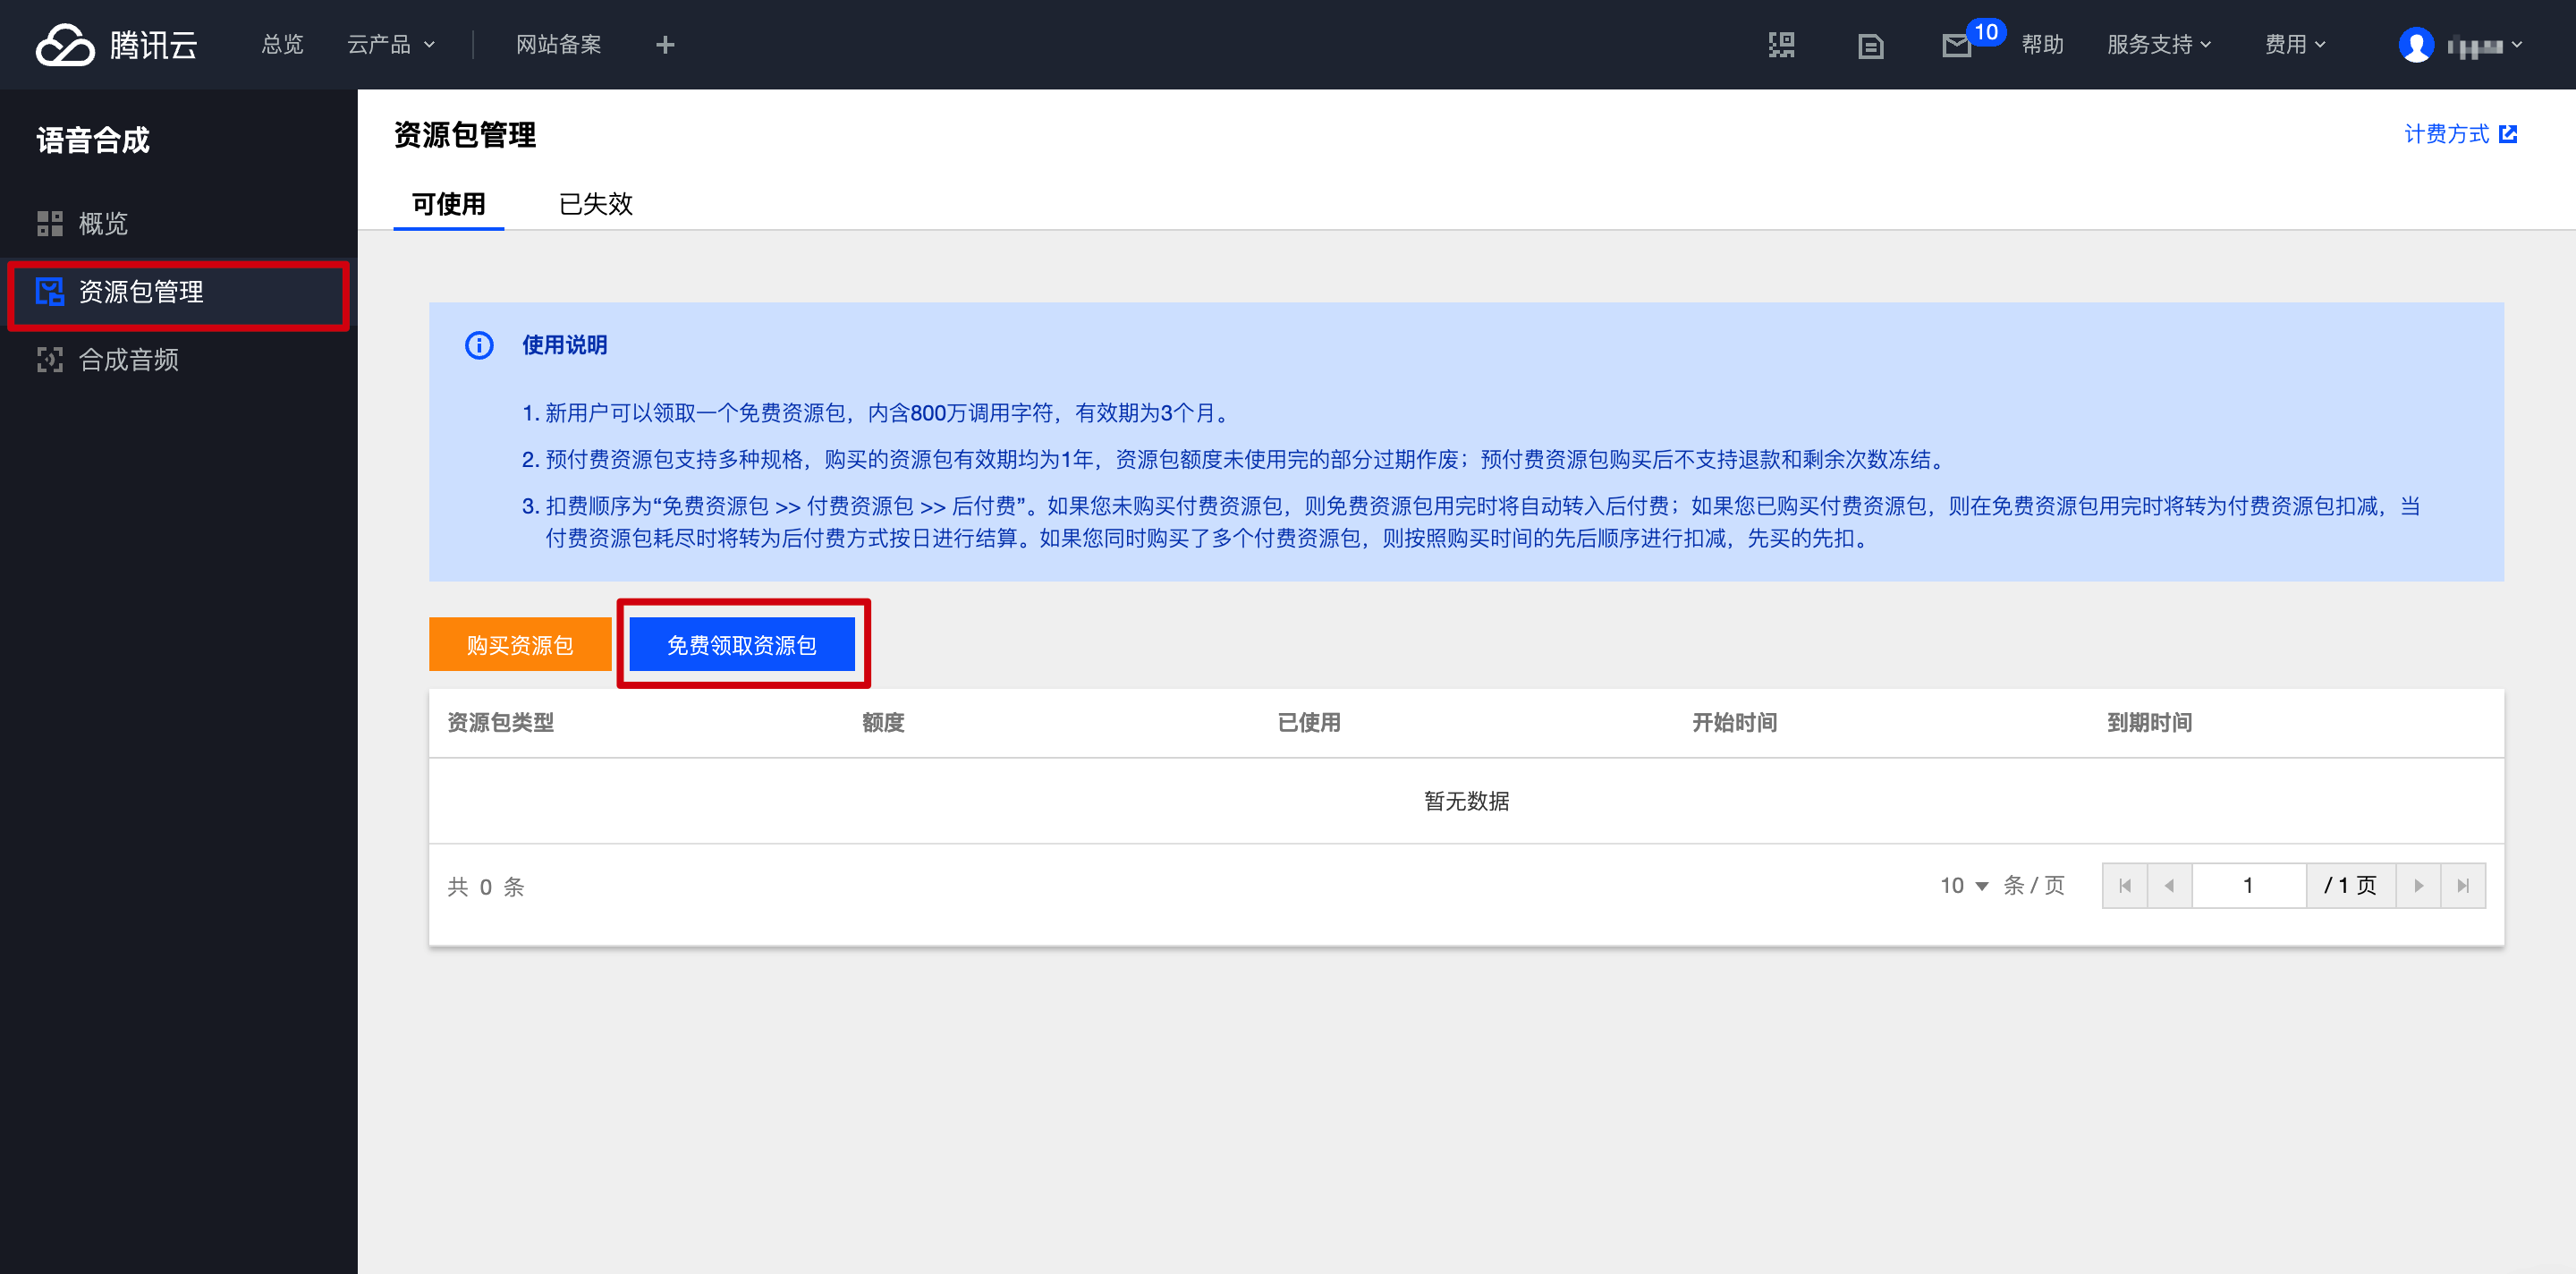 腾讯云
总览
云产品
网站备案
10
帮助
服务支持
费用
语音合成
概览
资源包管理
合成音频
资源包管理
计费方式
可使用
已失效
使用说明
1. 新用户可以领取一个免费资源包，内含800万调用字符，有效期为3个月。
2. 预付费资源包支持多种规格，购买的资源包有效期均为1年，资源包额度未使用完的部分过期作废；预付费资源包购买后不支持退款和剩余次数冻结。
3. 扣费顺序为“免费资源包 >> 付费资源包 >> 后付费”。如果您未购买付费资源包，则免费资源包用完时将自动转入后付费；如果您已购买付费资源包，则在免费资源包用完时将转为付费资源包扣减，当
付费资源包耗尽时将转为后付费方式按日进行结算。如果您同时购买了多个付费资源包，则按照购买时间的先后顺序进行扣减，先买的先扣。
购买资源包
免费领取资源包
资源包类型
额度
已使用
开始时间
到期时间
暂无数据
共 0 条
10
条 / 页
1
/ 1 页